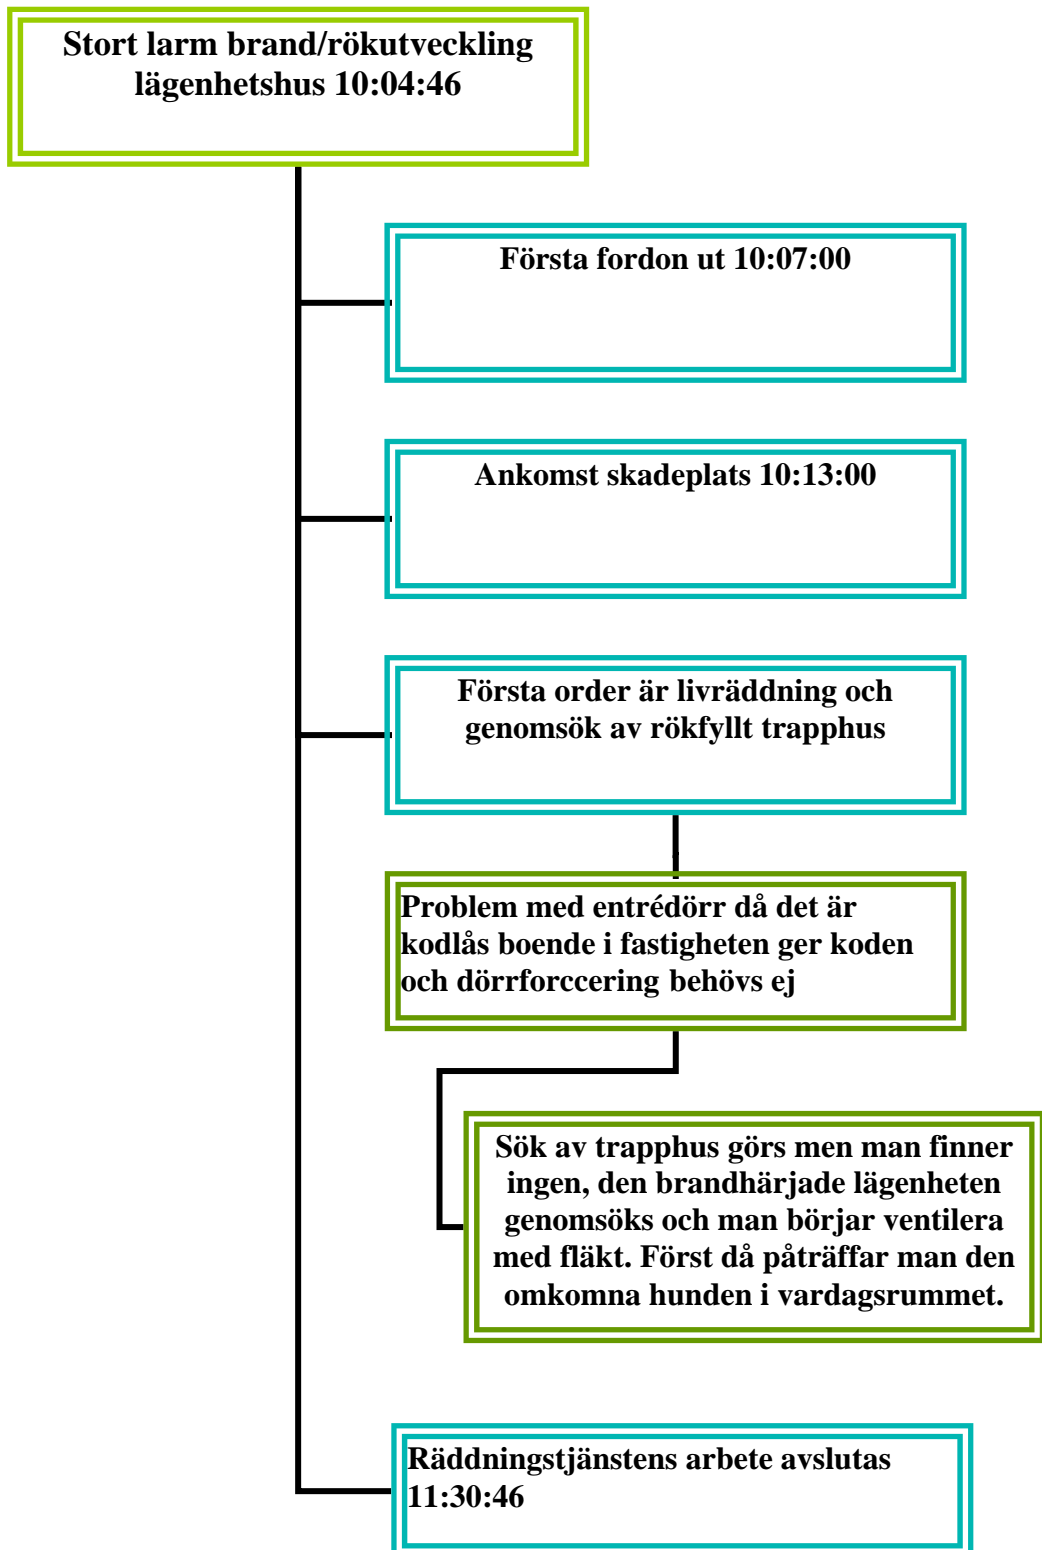 Stort larm brand/rökutveckling
lägenhetshus 10:04:46
Första fordon ut 10:07:00
Ankomst skadeplats 10:13:00
Första order är livräddning och
genomsök av rökfyllt trapphus
Problem med entrédörr då det är
kodlås boende i fastigheten ger koden
och dörrforccering behövs ej
Sök av trapphus görs men man finner
ingen, den brandhärjade lägenheten
genomsöks och man börjar ventilera
med fläkt. Först då påträffar man den
omkomna hunden i vardagsrummet.
Räddningstjänstens arbete avslutas
11:30:46